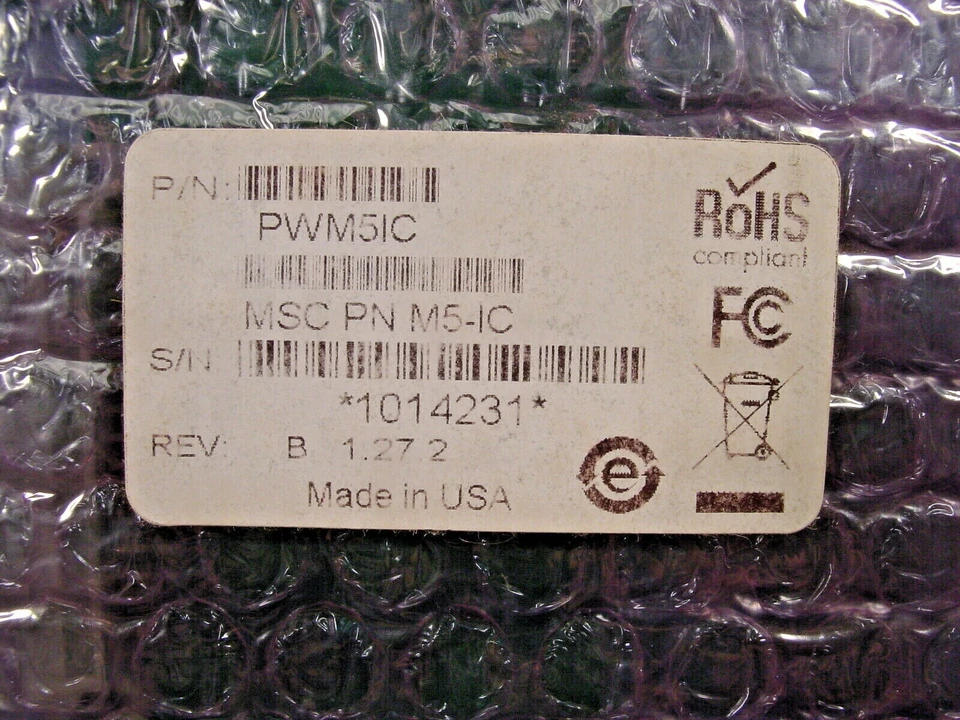 P/N:
PWM5IC
MSC PN M5-IC
S/N
*1014231*
REV: B 1.27.2
Made in USA
RoHS
compliant
FC
e